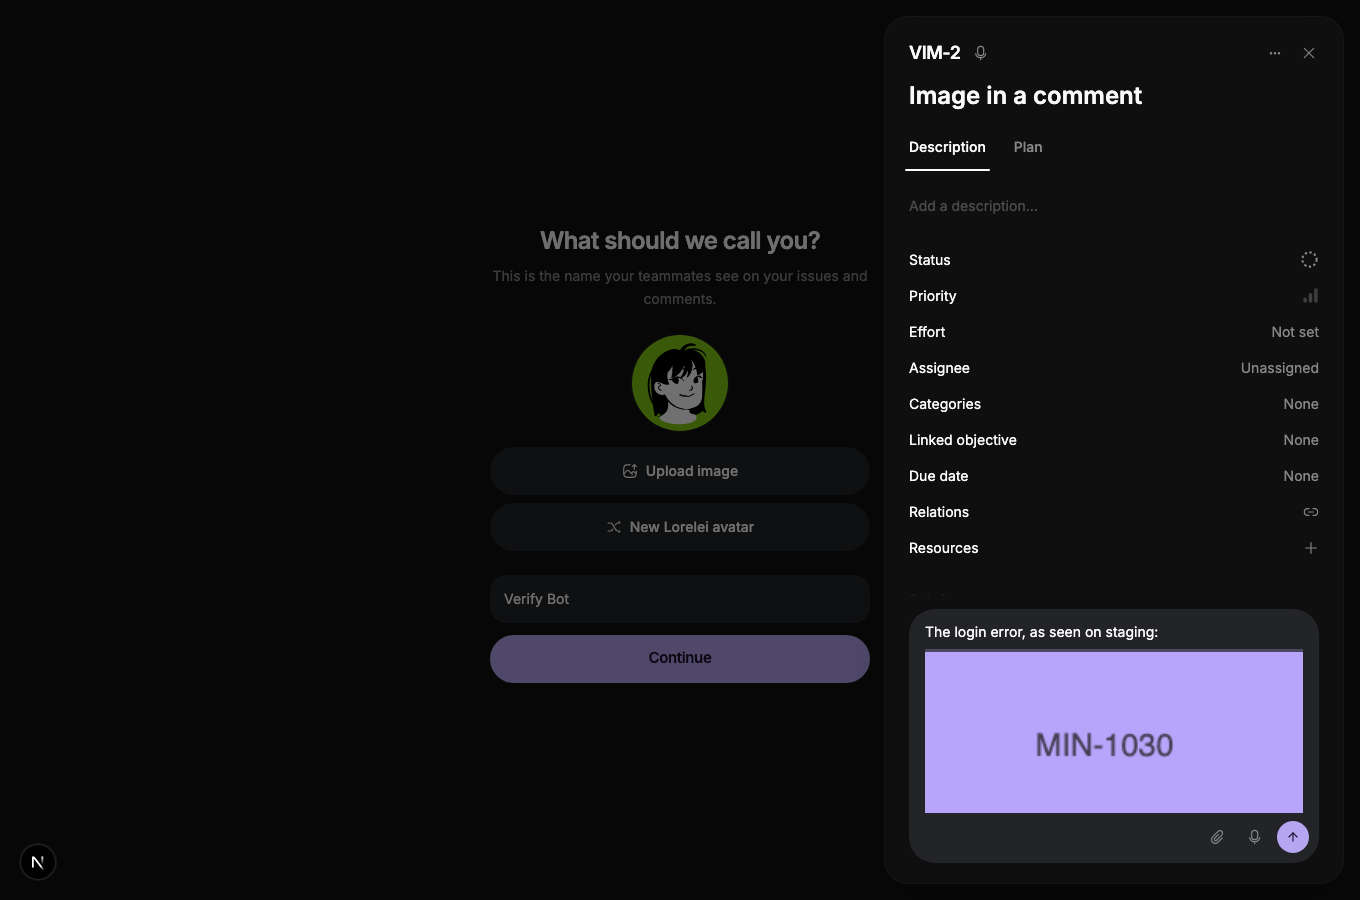 What should we call you?
This is the name your teammates see on your issues and
comments.
Upload image
New Lorelei avatar
Verify Bot
Continue
N
VIM-2
Image in a comment
Description Plan
Add a description...
Status
Priority
Effort Not set
Assignee Unassigned
Categories None
Linked objective None
Due date None
Relations
Resources
The login error, as seen on staging:
MIN-1030